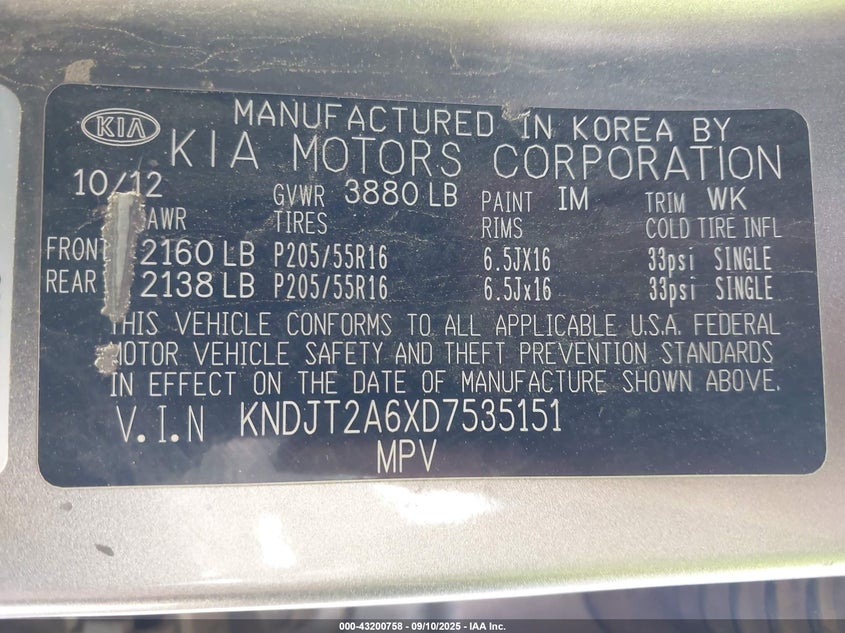 KIA
MANUFACTURED IN KOREA BY
KIA MOTORS CORPORATION
10/12 GVWR 3880 LB PAINT IM TRIM WK
AWR TIRES RIMS COLD TIRE INFL
FRONT 2160 LB P205/55R16 6.5JX16 33psi SINGLE
REAR 2138 LB P205/55R16 6.5Jx16 33psi SINGLE
THIS VEHICLE CONFORMS TO ALL APPLICABLE U.S.A. FEDERAL
MOTOR VEHICLE SAFETY AND THEFT PREVENTION STANDARDS
IN EFFECT ON THE DATE OF MANUFACTURE SHOWN ABOVE.
V.I.N KNDJT2A6XD7535151
MPV
000-43200758 - 09/10/2025 - IAA Inc.